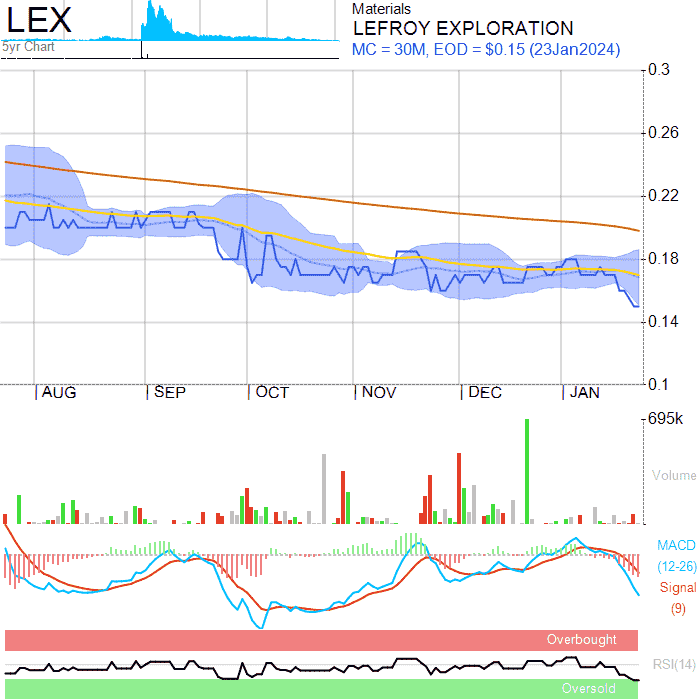 LEX
5yr Chart
Materials
LEFROY EXPLORATION
MC = 30M, EOD = $0.15 (23Jan2024)
0.3
0.26
0.22
0.18
0.14
0.1
AUG SEP OCT NOV DEC JAN
695k
Volume
MACD
(12-26)
Signal
(9)
Overbought
RSI(14)
Oversold